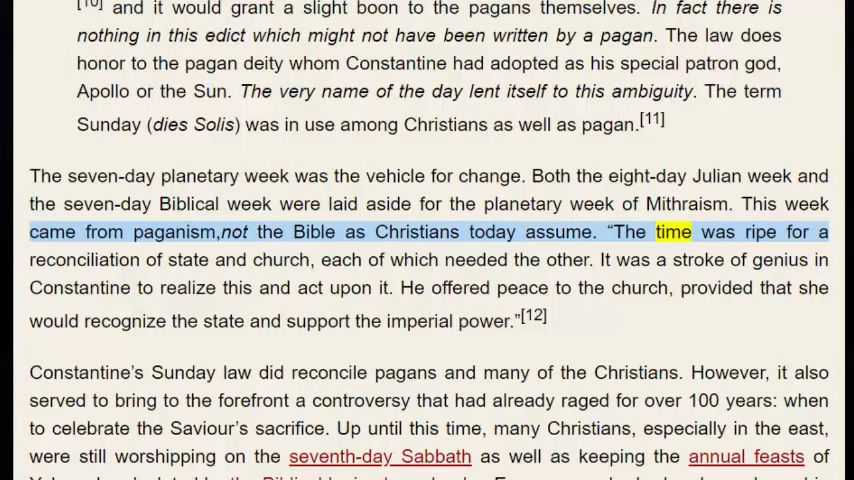 [10] and it would grant a slight boon to the pagans themselves. In fact there is
nothing in this edict which might not have been written by a pagan. The law does
honor to the pagan deity whom Constantine had adopted as his special patron god,
Apollo or the Sun. The very name of the day lent itself to this ambiguity. The term
Sunday (dies Solis) was in use among Christians as well as pagan.[11]
The seven-day planetary week was the vehicle for change. Both the eight-day Julian week and
the seven-day Biblical week were laid aside for the planetary week of Mithraism. This week
came from paganism,not the Bible as Christians today assume. “The time was ripe for a
reconciliation of state and church, each of which needed the other. It was a stroke of genius in
Constantine to realize this and act upon it. He offered peace to the church, provided that she
would recognize the state and support the imperial power.”[12]
Constantine’s Sunday law did reconcile pagans and many of the Christians. However, it also
served to bring to the forefront a controversy that had already raged for over 100 years: when
to celebrate the Saviour’s sacrifice. Up until this time, many Christians, especially in the east,
were still worshipping on the seventh-day Sabbath as well as keeping the annual feasts of